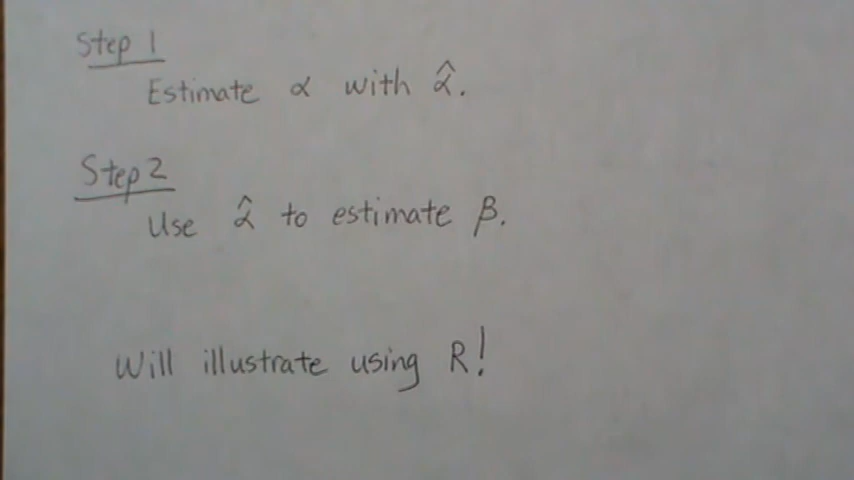 Step 1
Estimate α with α̂.
Step 2
Use α̂ to estimate β.
Will illustrate using R!